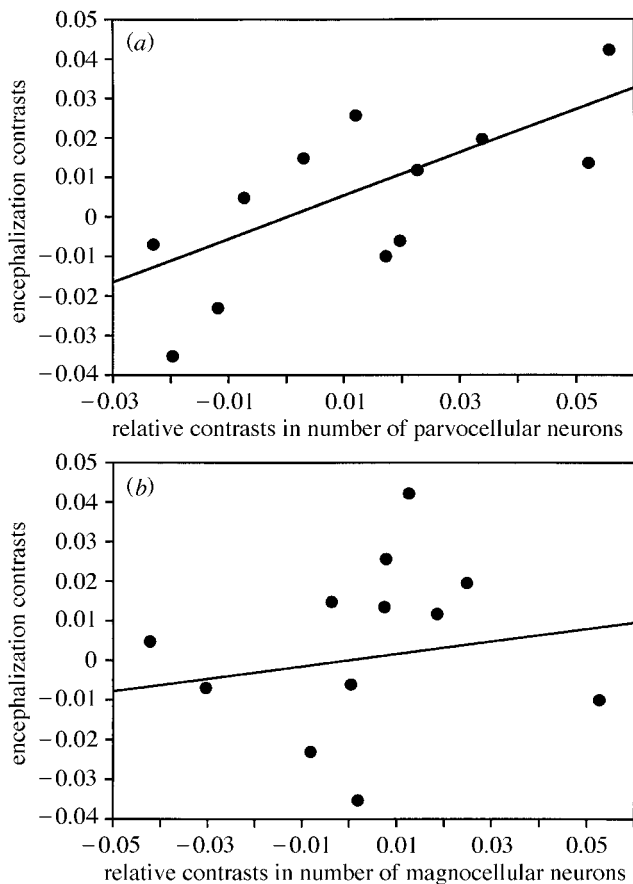 0.05
(a)
0.04
0.03
0.02
0.01
0
−0.01
−0.02
−0.03
−0.04
encephalization contrasts
−0.03 −0.01 0.01 0.03 0.05
relative contrasts in number of parvocellular neurons
0.05
(b)
0.04
0.03
0.02
0.01
0
−0.01
−0.02
−0.03
−0.04
encephalization contrasts
−0.05 −0.03 −0.01 0.01 0.03 0.05
relative contrasts in number of magnocellular neurons